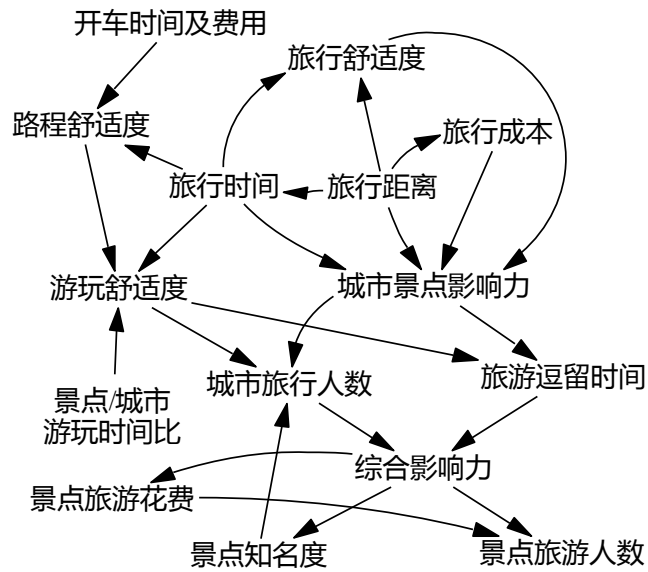 开车时间及费用
旅行舒适度
路程舒适度
旅行成本
旅行时间
旅行距离
游玩舒适度
城市景点影响力
城市旅行人数
旅游逗留时间
景点/城市
游玩时间比
综合影响力
景点旅游花费
景点知名度
景点旅游人数